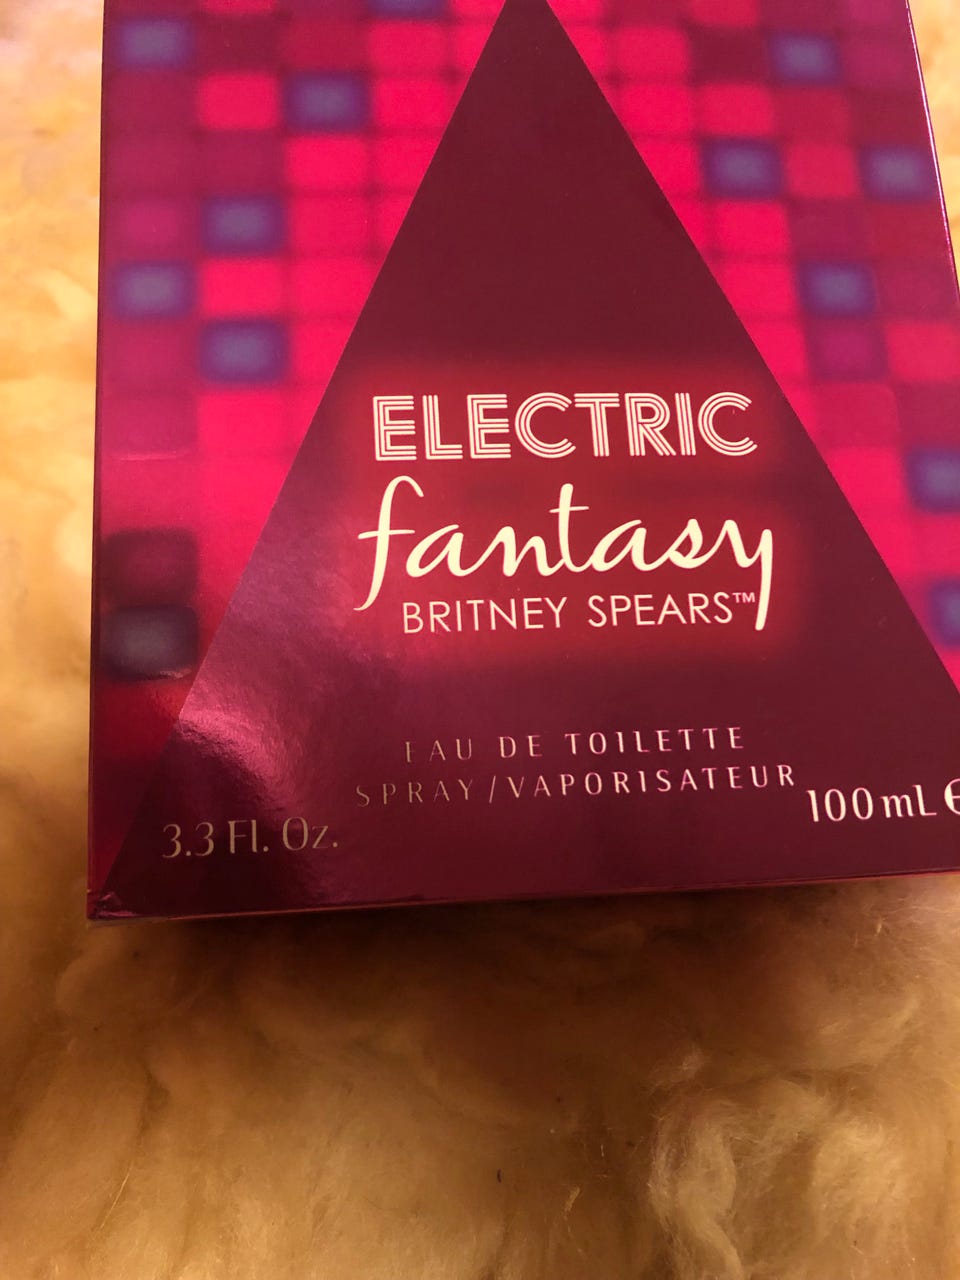 ELECTRIC
fantasy
BRITNEY SPEARS™
EAU DE TOILETTE
SPRAY/VAPORISATEUR
3.3 Fl. Oz.
100 mL ℮